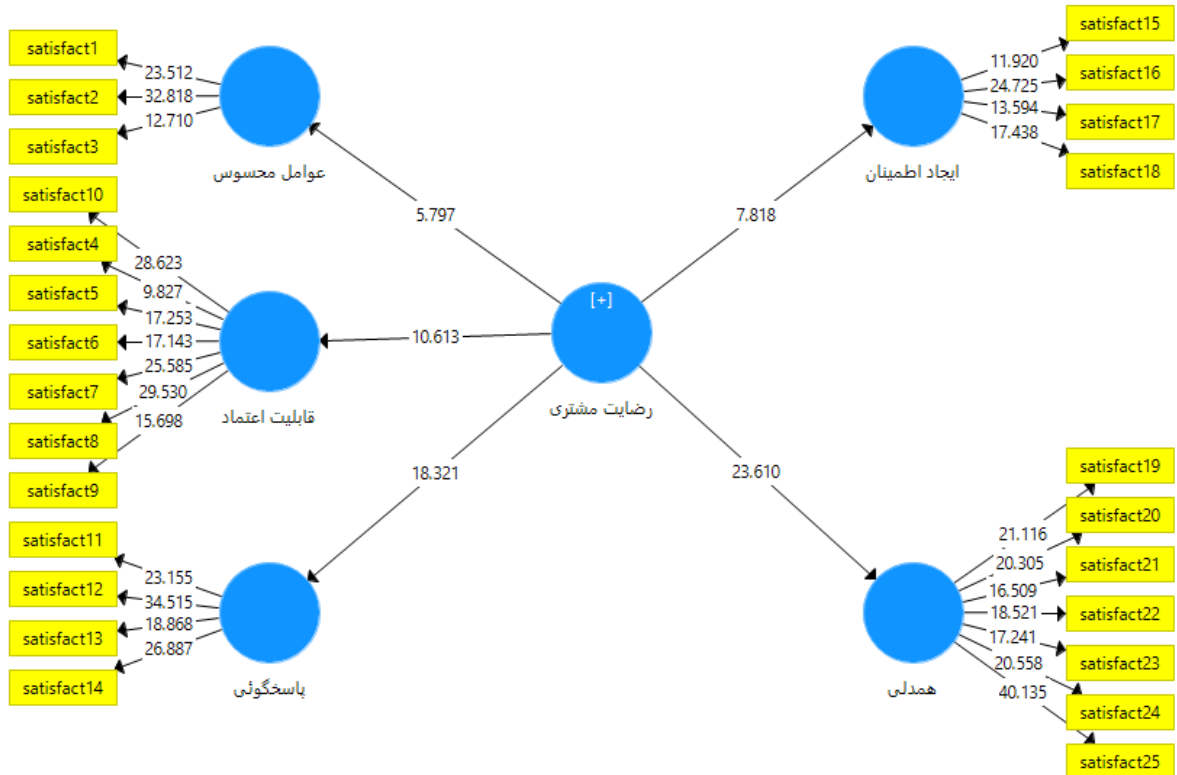 satisfact1
23.512
satisfact2
32.818
satisfact3
12.710
عوامل محسوس
satisfact10
28.623
satisfact4
9.827
satisfact5
17.253
satisfact6
17.143
satisfact7
25.585
satisfact8
29.530
satisfact9
15.698
قابلیت اعتماد
satisfact11
23.155
satisfact12
34.515
satisfact13
18.868
satisfact14
26.887
پاسخگوئی
5.797
10.613
18.321
[+]
رضایت مشتری
7.818
23.610
satisfact15
11.920
satisfact16
24.725
satisfact17
13.594
satisfact18
17.438
ایجاد اطمینان
satisfact19
21.116
satisfact20
20.305
satisfact21
16.509
satisfact22
18.521
satisfact23
17.241
satisfact24
20.558
satisfact25
40.135
همدلی